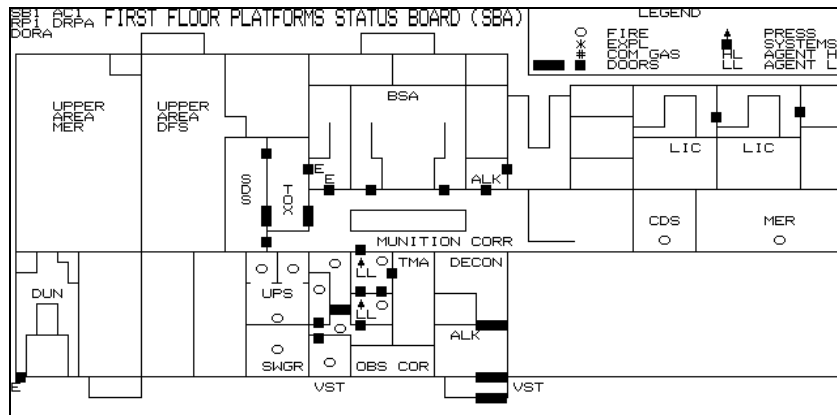 SB1 AC1
RP1 DRPA
DORA
FIRST FLOOR PLATFORMS STATUS BOARD (SBA)
LEGEND
FIRE
PRESS
* EXPL
SYSTEMS
# COM GAS
HL AGENT H
DOORS
LL AGENT L
UPPER
AREA
MER
UPPER
AREA
DFS
BSA
LIC
LIC
E
E
ALK
SDS
TOX
CDS
MER
MUNITION CORR
LL
TMA
DECON
DUN
UPS
LL
ALK
SWGR
OBS COR
E
VST
VST